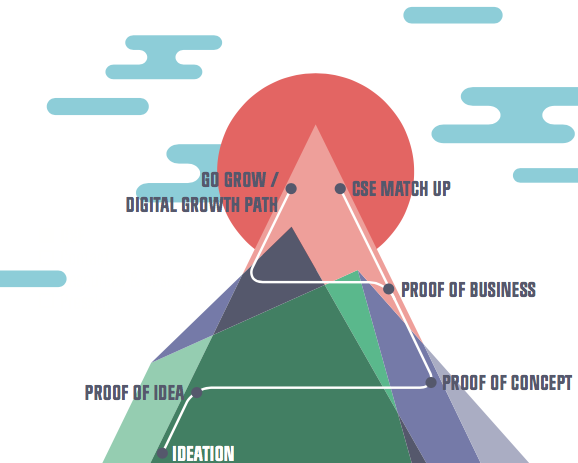 GO GROW /
DIGITAL GROWTH PATH
CSE MATCH UP
PROOF OF BUSINESS
PROOF OF CONCEPT
PROOF OF IDEA
IDEATION